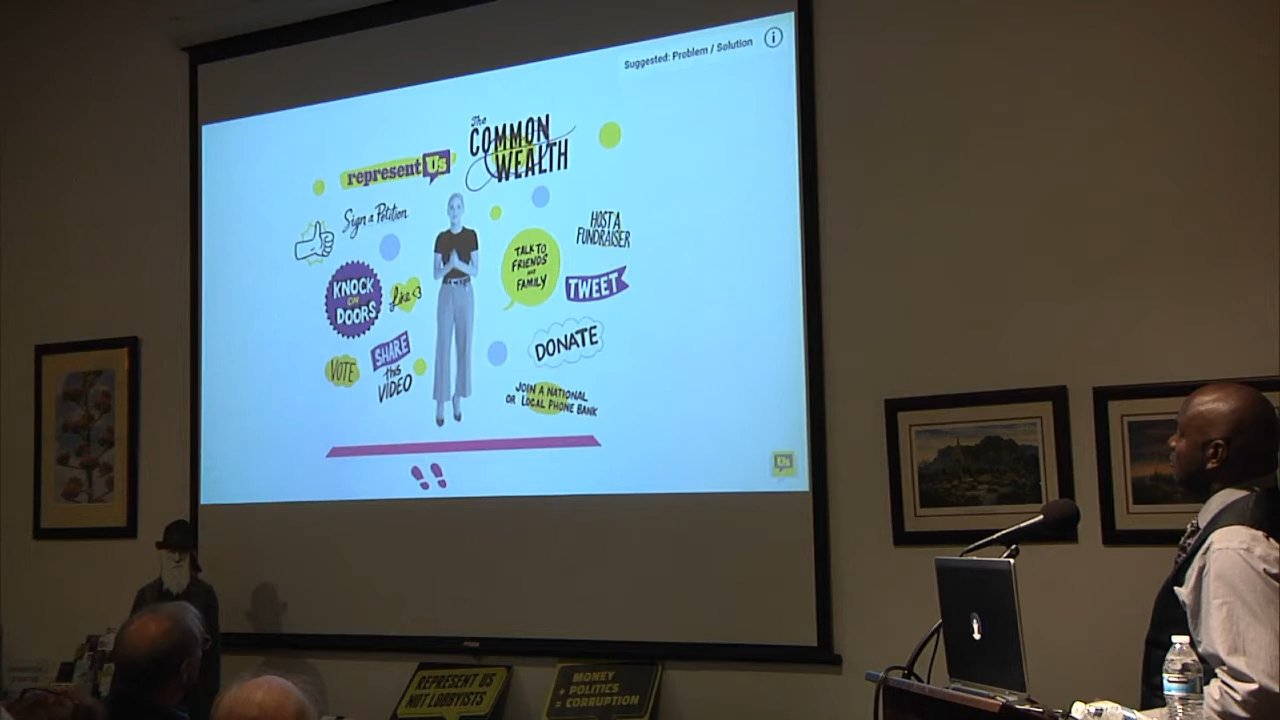 Suggested: Problem / Solution
The
COMMON
WEALTH
representUs
Sign a Petition
HOST A
FUNDRAISER
TALK TO
FRIENDS
AND
FAMILY
KNOCK
ON
DOORS
Like <3
TWEET
DONATE
VOTE
SHARE
this
VIDEO
JOIN A NATIONAL
OR LOCAL PHONE BANK
Us
REPRESENT US
NOT LOBBYISTS
MONEY
+ POLITICS
= CORRUPTION